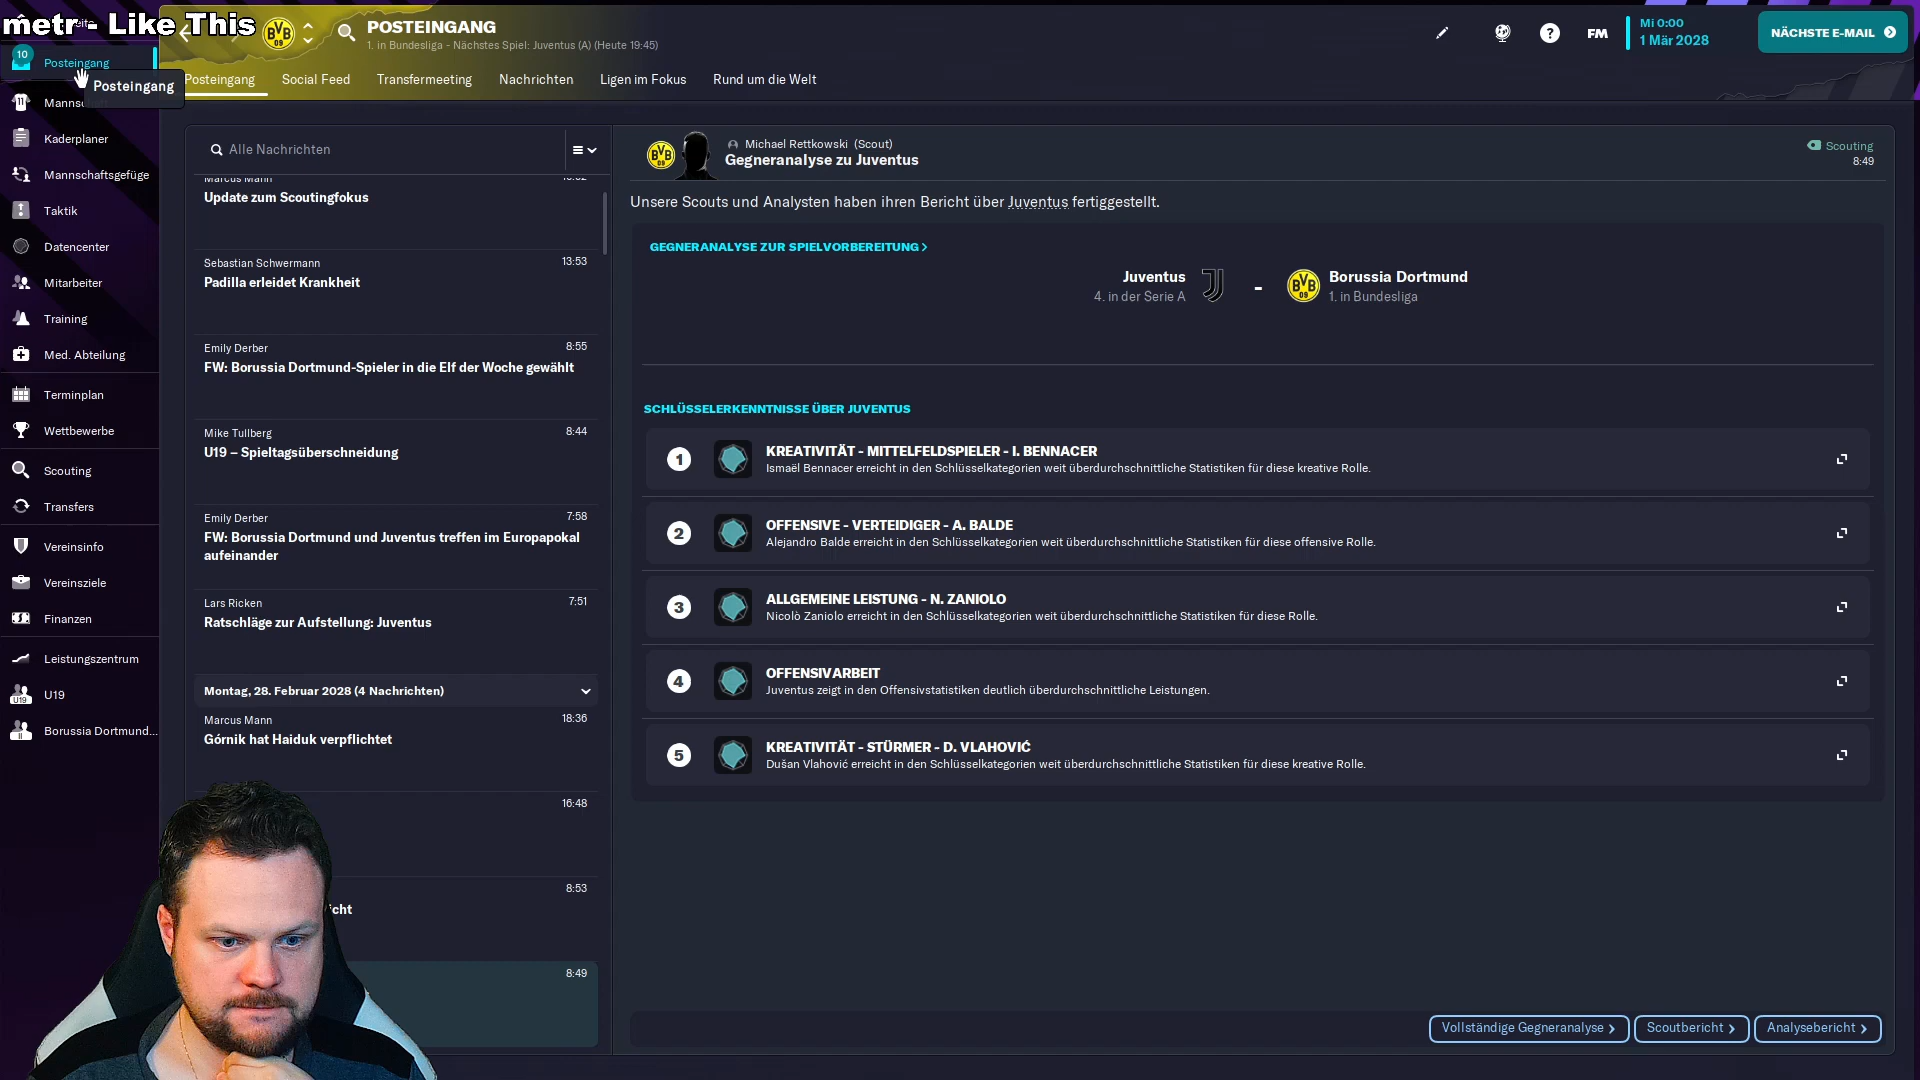 metr - Like This
POSTEINGANG
1. in Bundesliga - Nächstes Spiel: Juventus (A) (Heute 19:45)
FM
Mi 0:00
1 Mär 2028
NÄCHSTE E-MAIL
Posteingang
Social Feed
Transfermeeting
Nachrichten
Ligen im Fokus
Rund um die Welt
10
Posteingang
Posteingang
Kaderplaner
Mannschaftsgefüge
Taktik
Datencenter
Mitarbeiter
Training
Med. Abteilung
Terminplan
Wettbewerbe
Scouting
Transfers
Vereinsinfo
Vereinsziele
Finanzen
Leistungszentrum
U19
U19
Borussia Dortmund...
Alle Nachrichten
Marcus Mann
Update zum Scoutingfokus
Sebastian Schwermann
13:53
Padilla erleidet Krankheit
Emily Derber
8:55
FW: Borussia Dortmund-Spieler in die Elf der Woche gewählt
Mike Tullberg
8:44
U19 – Spieltagsüberschneidung
Emily Derber
7:58
FW: Borussia Dortmund und Juventus treffen im Europapokal
aufeinander
Lars Ricken
7:51
Ratschläge zur Aufstellung: Juventus
Montag, 28. Februar 2028 (4 Nachrichten)
Marcus Mann
18:36
Górnik hat Haiduk verpflichtet
16:48
8:53
8:49
Michael Rettkowski (Scout)
Gegneranalyse zu Juventus
Scouting
8:49
Unsere Scouts und Analysten haben ihren Bericht über Juventus fertiggestellt.
GEGNERANALYSE ZUR SPIELVORBEREITUNG
Juventus
4. in der Serie A
-
Borussia Dortmund
1. in Bundesliga
SCHLÜSSELERKENNTNISSE ÜBER JUVENTUS
1
KREATIVITÄT - MITTELFELDSPIELER - I. BENNACER
Ismaël Bennacer erreicht in den Schlüsselkategorien weit überdurchschnittliche Statistiken für diese kreative Rolle.
2
OFFENSIVE - VERTEIDIGER - A. BALDE
Alejandro Balde erreicht in den Schlüsselkategorien weit überdurchschnittliche Statistiken für diese offensive Rolle.
3
ALLGEMEINE LEISTUNG - N. ZANIOLO
Nicolò Zaniolo erreicht in den Schlüsselkategorien weit überdurchschnittliche Statistiken für diese Rolle.
4
OFFENSIVARBEIT
Juventus zeigt in den Offensivstatistiken deutlich überdurchschnittliche Leistungen.
5
KREATIVITÄT - STÜRMER - D. VLAHOVIĆ
Dušan Vlahović erreicht in den Schlüsselkategorien weit überdurchschnittliche Statistiken für diese kreative Rolle.
Vollständige Gegneranalyse
Scoutbericht
Analysebericht